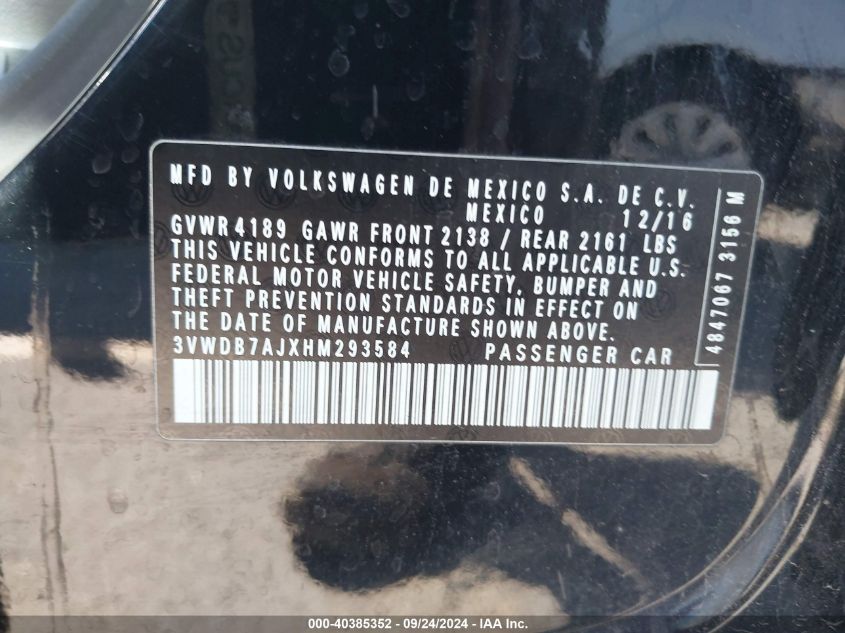 MFD BY VOLKSWAGEN DE MEXICO S.A. DE C.V.
MEXICO 12/16
GVWR 4189 GAWR FRONT 2138 / REAR 2161 LBS
THIS VEHICLE CONFORMS TO ALL APPLICABLE U.S.
FEDERAL MOTOR VEHICLE SAFETY, BUMPER AND
THEFT PREVENTION STANDARDS IN EFFECT ON
THE DATE OF MANUFACTURE SHOWN ABOVE.
3VWDB7AJXHM293584 PASSENGER CAR
4847067 3156 M
000-40385352 - 09/24/2024 - IAA Inc.